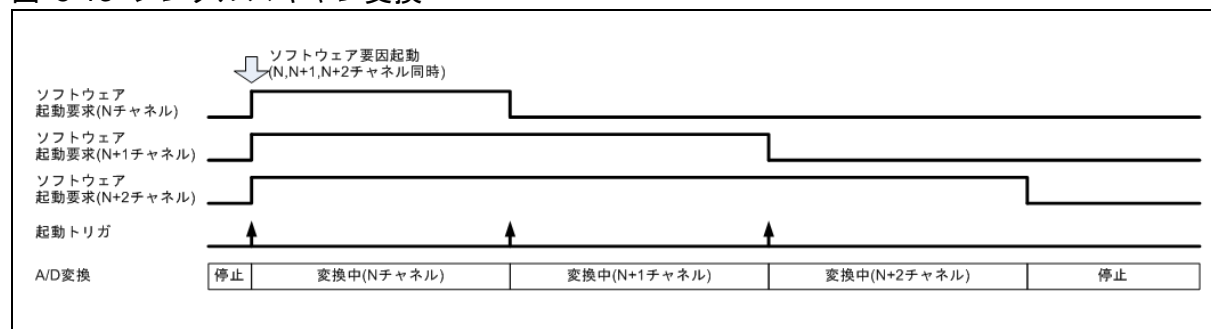 ソフトウェア要因起動
(N,N+1,N+2チャネル同時)
ソフトウェア
起動要求(Nチャネル)
ソフトウェア
起動要求(N+1チャネル)
ソフトウェア
起動要求(N+2チャネル)
起動トリガ
A/D変換
停止
変換中(Nチャネル)
変換中(N+1チャネル)
変換中(N+2チャネル)
停止